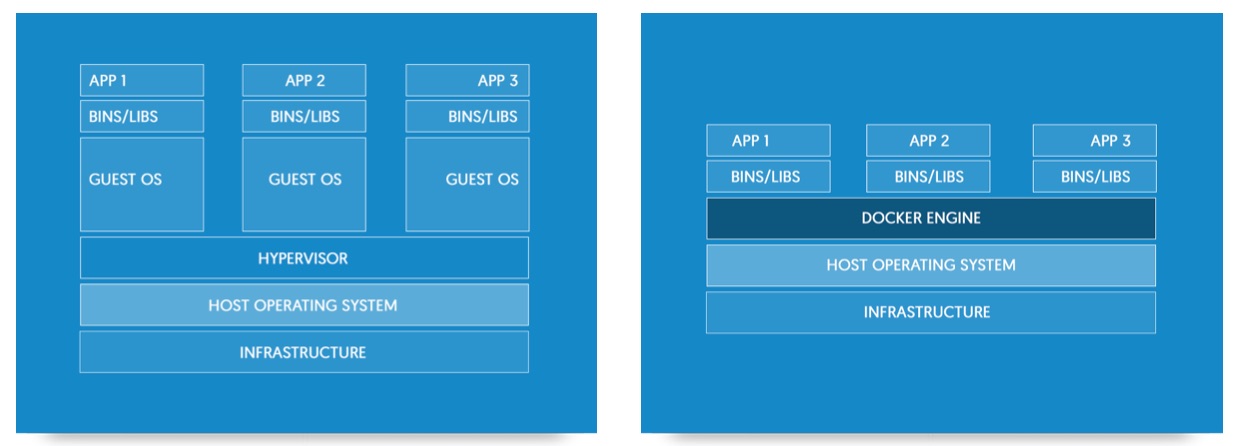 APP 1
APP 2
APP 3
BINS/LIBS
BINS/LIBS
BINS/LIBS
GUEST OS
GUEST OS
GUEST OS
HYPERVISOR
HOST OPERATING SYSTEM
INFRASTRUCTURE
APP 1
APP 2
APP 3
BINS/LIBS
BINS/LIBS
BINS/LIBS
DOCKER ENGINE
HOST OPERATING SYSTEM
INFRASTRUCTURE